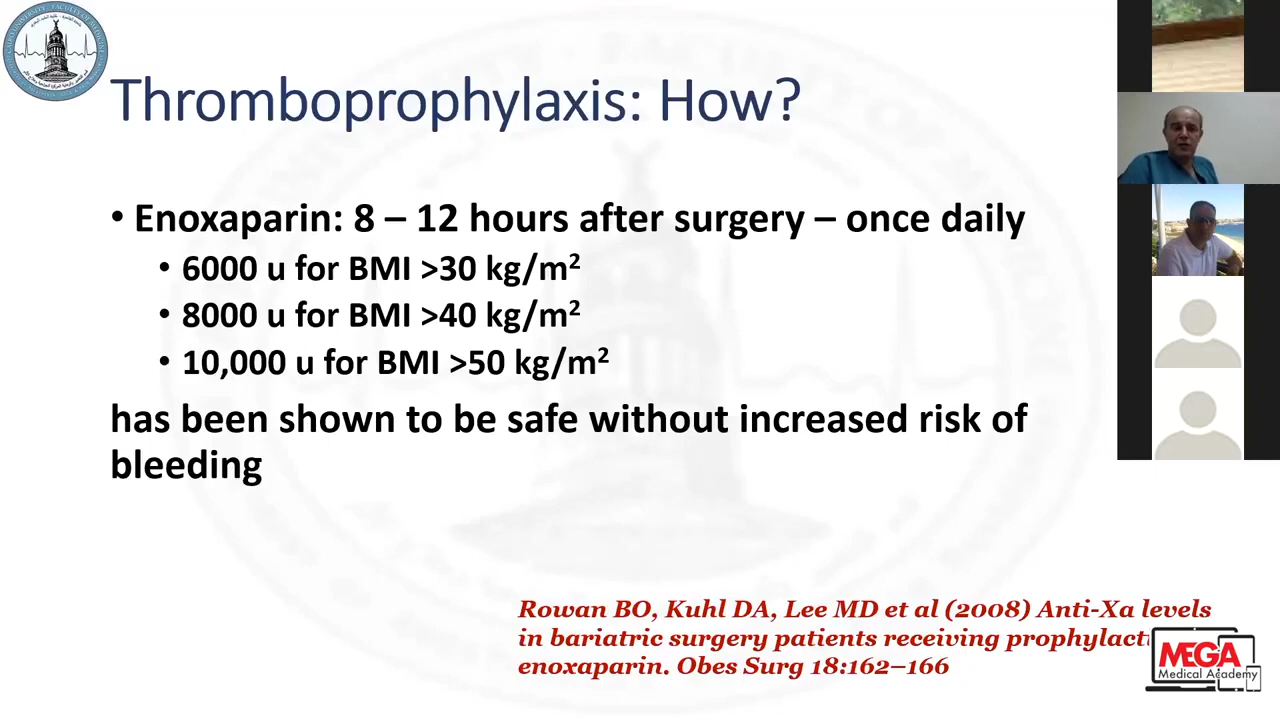 Thromboprophylaxis: How?
• Enoxaparin: 8 – 12 hours after surgery – once daily
• 6000 u for BMI >30 kg/m²
• 8000 u for BMI >40 kg/m²
• 10,000 u for BMI >50 kg/m²
has been shown to be safe without increased risk of
bleeding
Rowan BO, Kuhl DA, Lee MD et al (2008) Anti-Xa levels
in bariatric surgery patients receiving
enoxaparin. Obes Surg 18:162–166
MEGA
Medical Academy